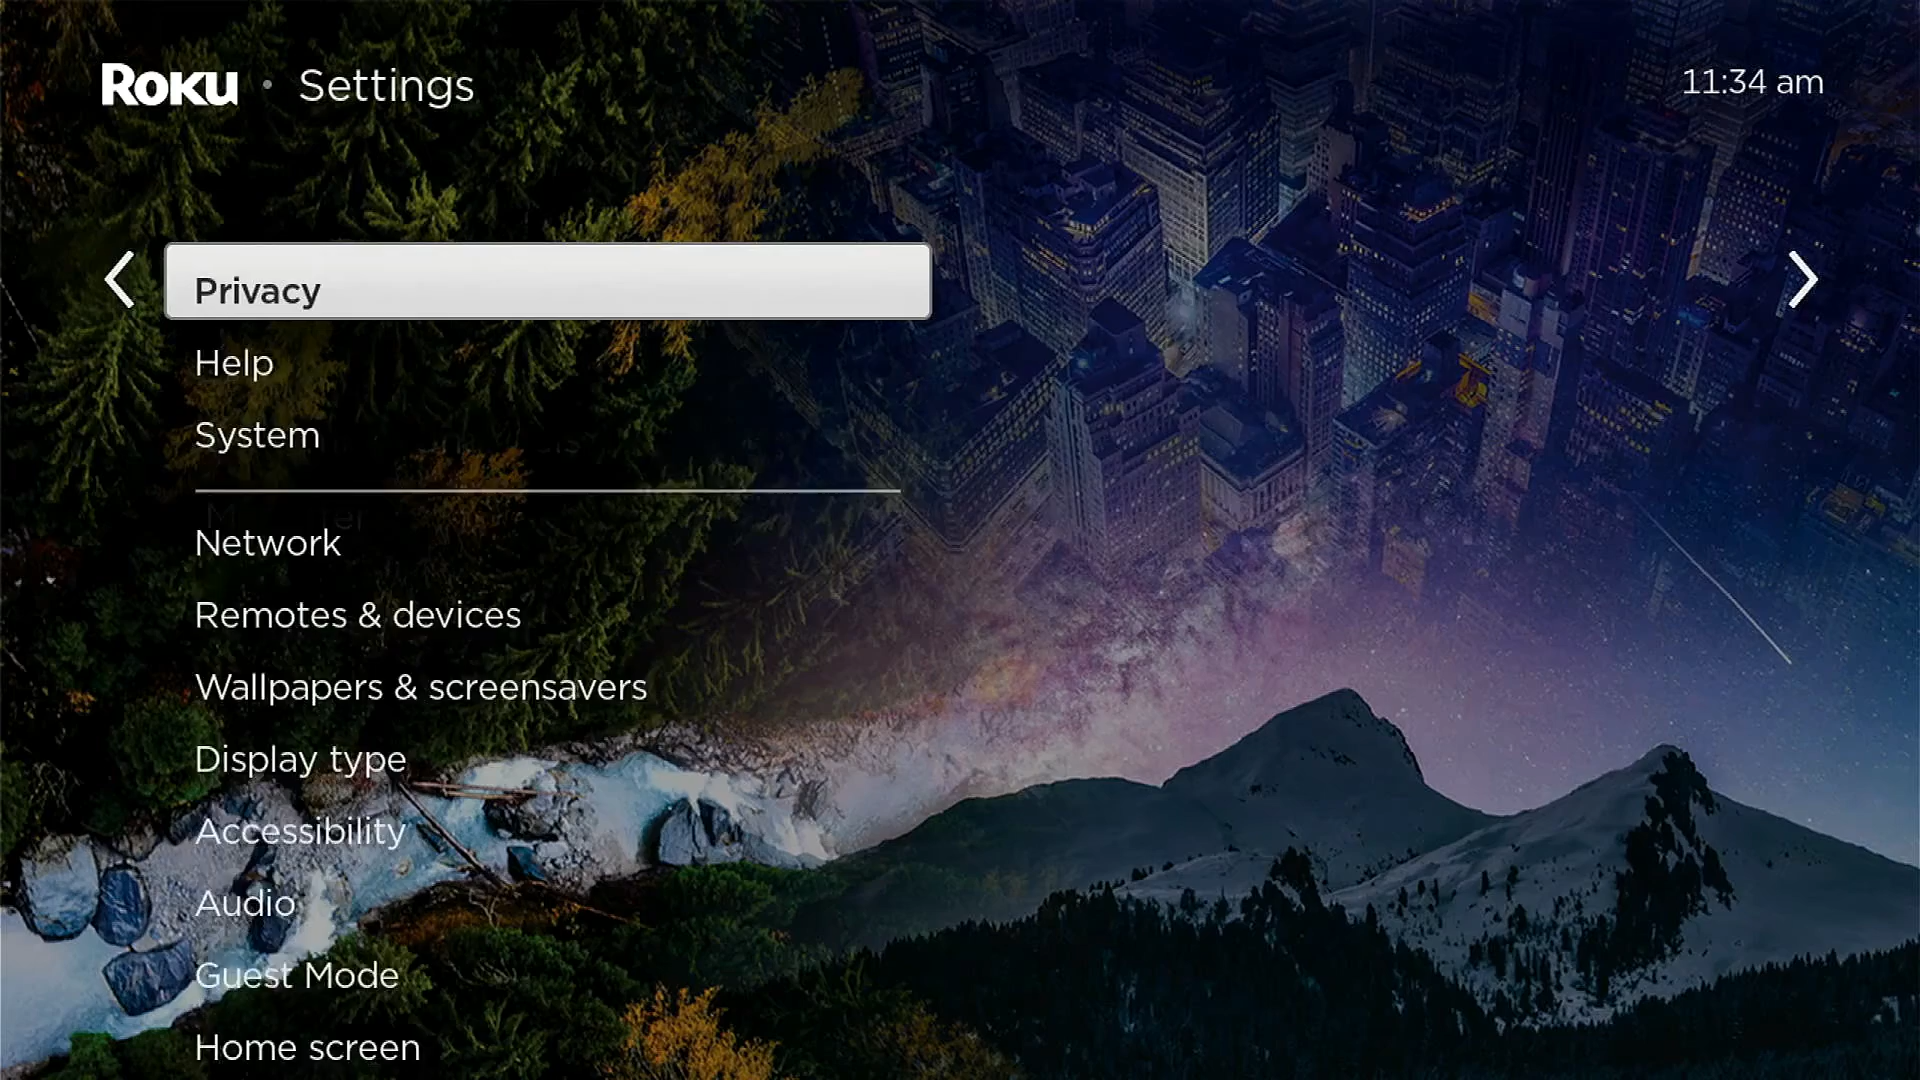 Roku · Settings
11:34 am
Privacy
Help
System
Network
Remotes & devices
Wallpapers & screensavers
Display type
Accessibility
Audio
Guest Mode
Home screen